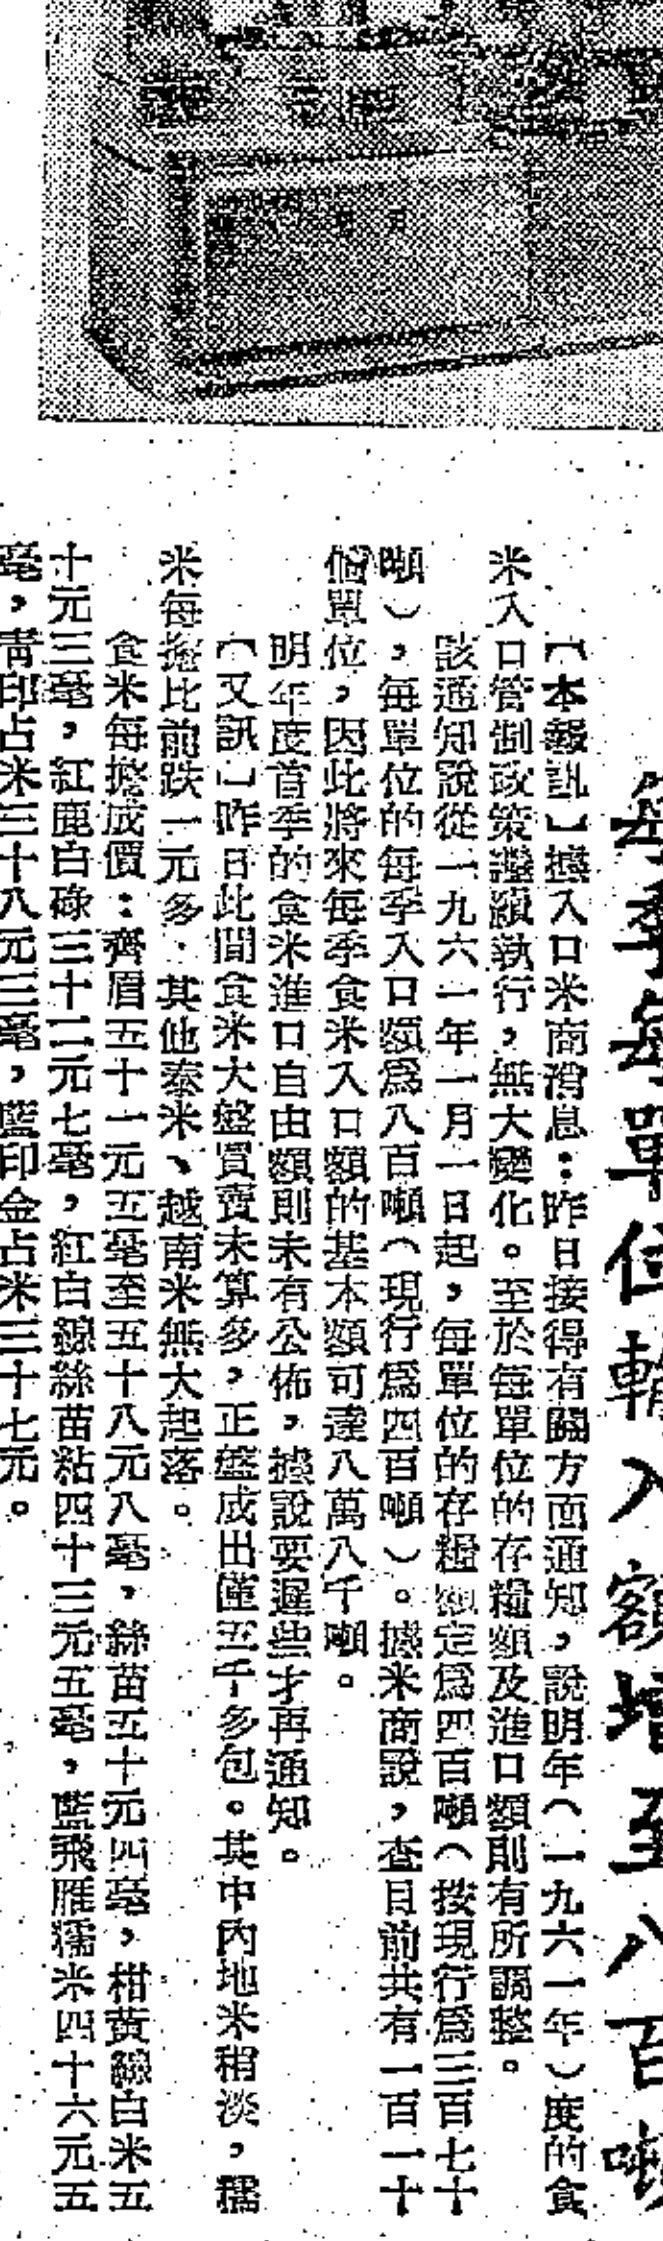 每季每單位輸入額增至八百噸
【本報訊】據入口米商消息：昨日接得有關方面通知，說明年（一九六一年）度的食
米入口管制政策繼續執行，無大變化。至於每單位的存糧額及進口額則有所調整。
該通知說從一九六一年一月一日起，每單位的存糧額定爲四百噸（按現行爲三百七十
噸），每單位的每季入口額爲八百噸（現行爲四百噸）。據米商說，查目前共有一百一十
個單位，因此將來每季食米入口額的基本額可達八萬八千噸。
明年度首季的食米進口自由額則未有公佈，據說要遲些才再通知。
【又訊】昨日此間食米大盤買賣未算多，正盤成出僅五千多包。其中內地米稍淡，糯
米每擔比前跌一元多．其他泰米、越南米無大起落。
食米每擔成價：齊眉五十一元五毫至五十八元八毫，絲苗五十元四毫，柑黃線白米五
十元三毫，紅鹿白碌三十二元七毫，紅白線絲苗粘四十三元五毫，藍飛雁糯米四十六元五
毫，靑印占米三十八元三毫，藍印金占米三十七元。